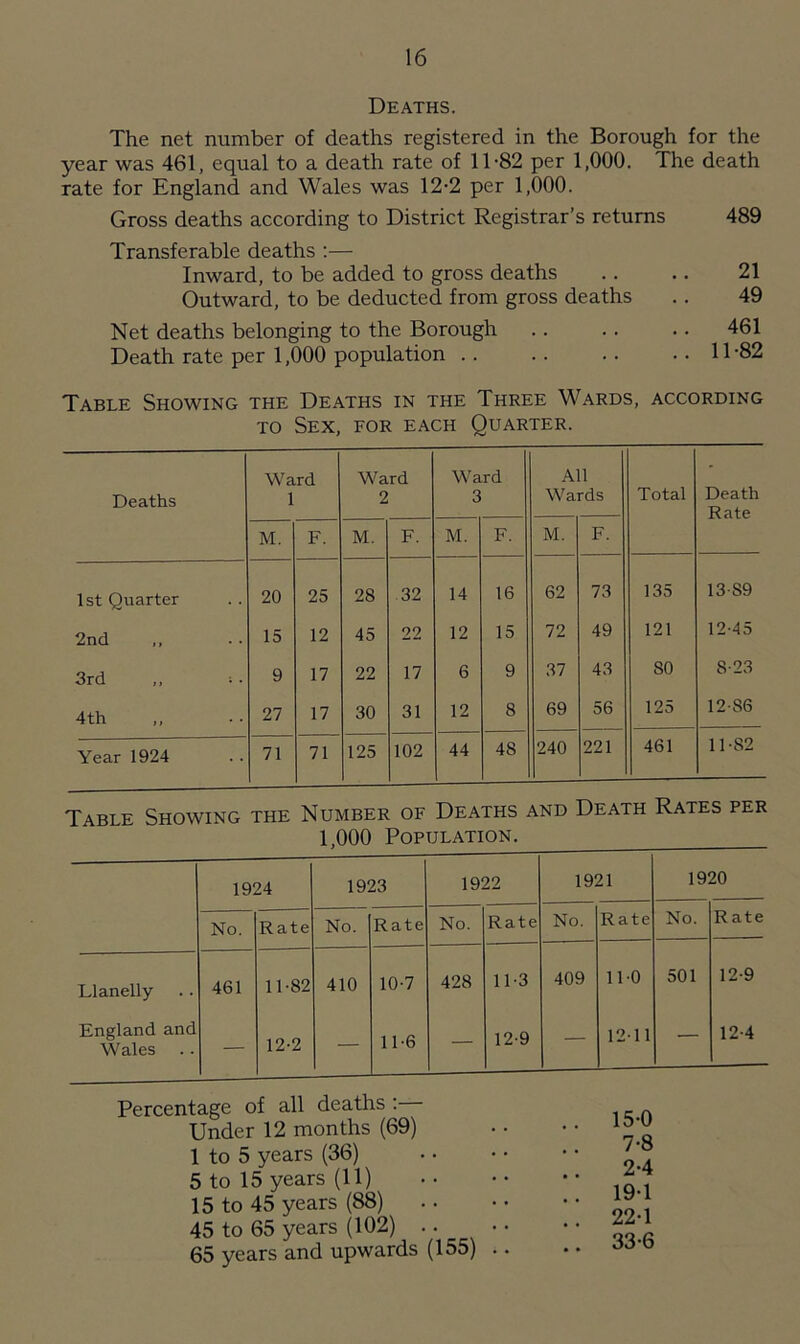 16
Deaths.
The net number of deaths registered in the Borough for the
year was 461, equal to a death rate of 11·82 per 1,000. The death
rate for England and Wales was 12·2 per 1,000.
Gross deaths according to District Registrar's returns 489
Transferable deaths :—
Inward, to be added to gross deaths .. .. 21
Outward, to be deducted from gross deaths .. 49
Net deaths belonging to the Borough .. .. .. 461
Death rate per 1,000 population .. .. .. .. 11·82
Table Showing the Deaths in the Three Wards, according
to Sex, for each Quarter.
Deaths Ward 1 Ward 2 Ward 3 All Wards Total Death Rate
M. F. M. F. M. F. M. F.
1st Quarter .. 20 25 28 32 14 16 62 73 135 13·89
2nd ,, .. 15 12 45 22 12 15 72 49 121 12·45
3rd ,, .. 9 17 22 17 6 9 37 43 80 8·23
4th ,, .. 27 17 30 31 12 8 69 56 125 12·86
Year 1924 .. 71 71 125 102 44 48 240 221 461 11·82
Table Showing the Number of Deaths and Death Rates per
1,000 Population.
1924 1923 1922 1921 1920
No. Rate No. Rate No. Rate No. Rate No. Rate
Llanelly .. 461 11·82 410 10·7 428 11·3 409 11·0 501 12·9
England and
Wales .. — 12·2 — 11·6 — 12·9 — 12·11 — 12·4
Percentage of all deaths :—
Under 12 months (69) .. .. 15·0
1 to 5 years (36) .. .. .. 7·8
5 to 15 years (11) .. .. .. 2·4
15 to 45 years (88) .. .. .. 19·1
45 to 65 years (102) .. .. .. 22·1
65 years and upwards (155) .. .. 33·6